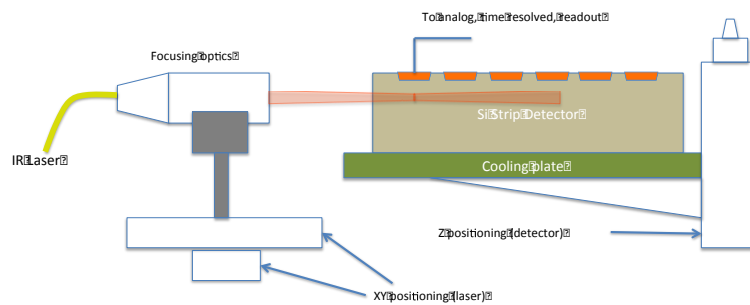 To analog, time resolved, readout
Focusing optics
Si Strip Detector
IR Laser
Cooling plate
Z positioning (detector)
XY positioning (laser)